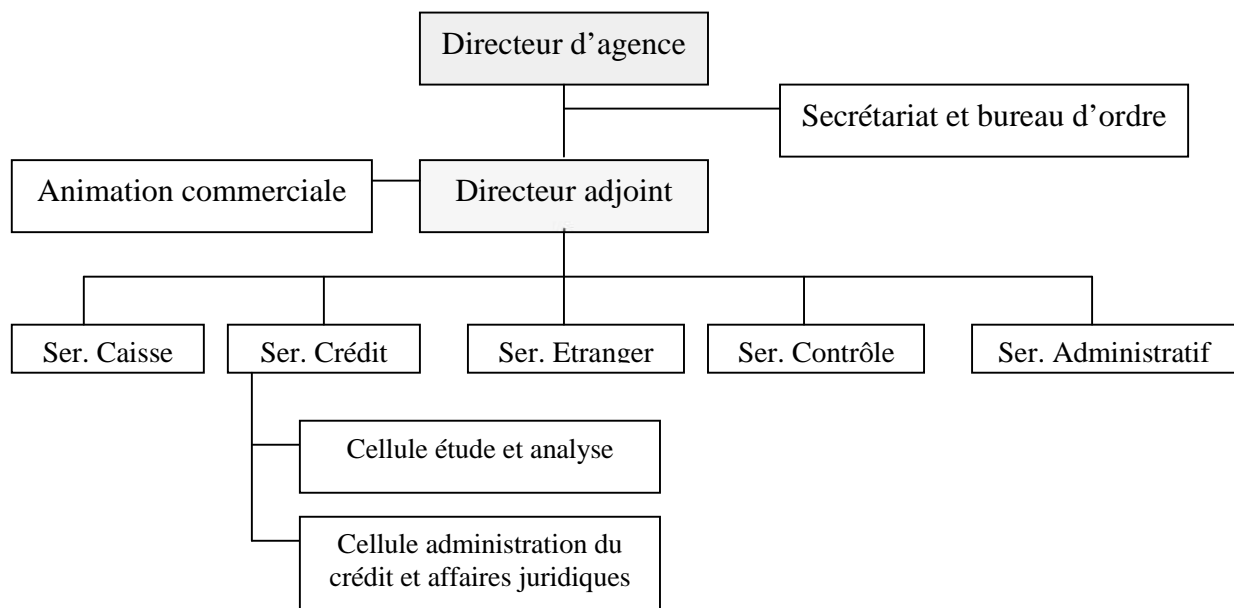 Directeur d’agence
Secrétariat et bureau d’ordre
Animation commerciale
Directeur adjoint
Ser. Caisse
Ser. Crédit
Ser. Etranger
Ser. Contrôle
Ser. Administratif
Cellule étude et analyse
Cellule administration du
crédit et affaires juridiques